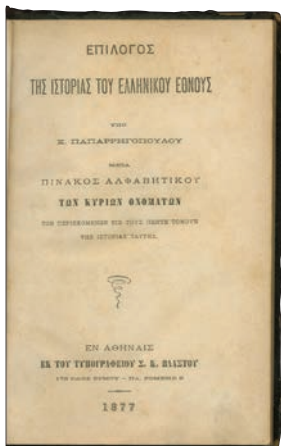 ΕΠΙΛΟΓΟΣ
ΤΗΣ ΙΣΤΟΡΙΑΣ ΤΟΥ ΕΛΛΗΝΙΚΟΥ ΕΘΝΟΥΣ
ΥΠΟ
Κ. ΠΑΠΑΡΡΗΓΟΠΟΥΛΟΥ
ΜΕΤΑ
ΠΙΝΑΚΟΣ ΑΛΦΑΒΗΤΙΚΟΥ
ΤΩΝ ΚΥΡΙΩΝ ΟΝΟΜΑΤΩΝ
ΤΩΝ ΠΕΡΙΕΧΟΜΕΝΩΝ ΕΙΣ ΤΟΥΣ ΠΕΝΤΕ ΤΟΜΟΥΣ
ΤΗΣ ΙΣΤΟΡΙΑΣ ΤΑΥΤΗΣ
ΕΝ ΑΘΗΝΑΙΣ
ΕΚ ΤΟΥ ΤΥΠΟΓΡΑΦΕΙΟΥ Σ. Κ. ΒΛΑΣΤΟΥ
1877